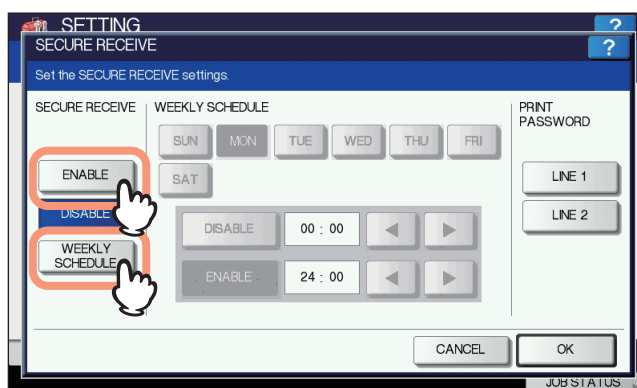 SETTING
?
SECURE RECEIVE
?
Set the SECURE RECEIVE settings.
SECURE RECEIVE
WEEKLY SCHEDULE
PRINT
PASSWORD
SUN MON TUE WED THU FRI
SAT
ENABLE
DISABLE
WEEKLY
SCHEDULE
DISABLE 00 : 00
ENABLE 24 : 00
LINE 1
LINE 2
CANCEL
OK
JOB STATUS